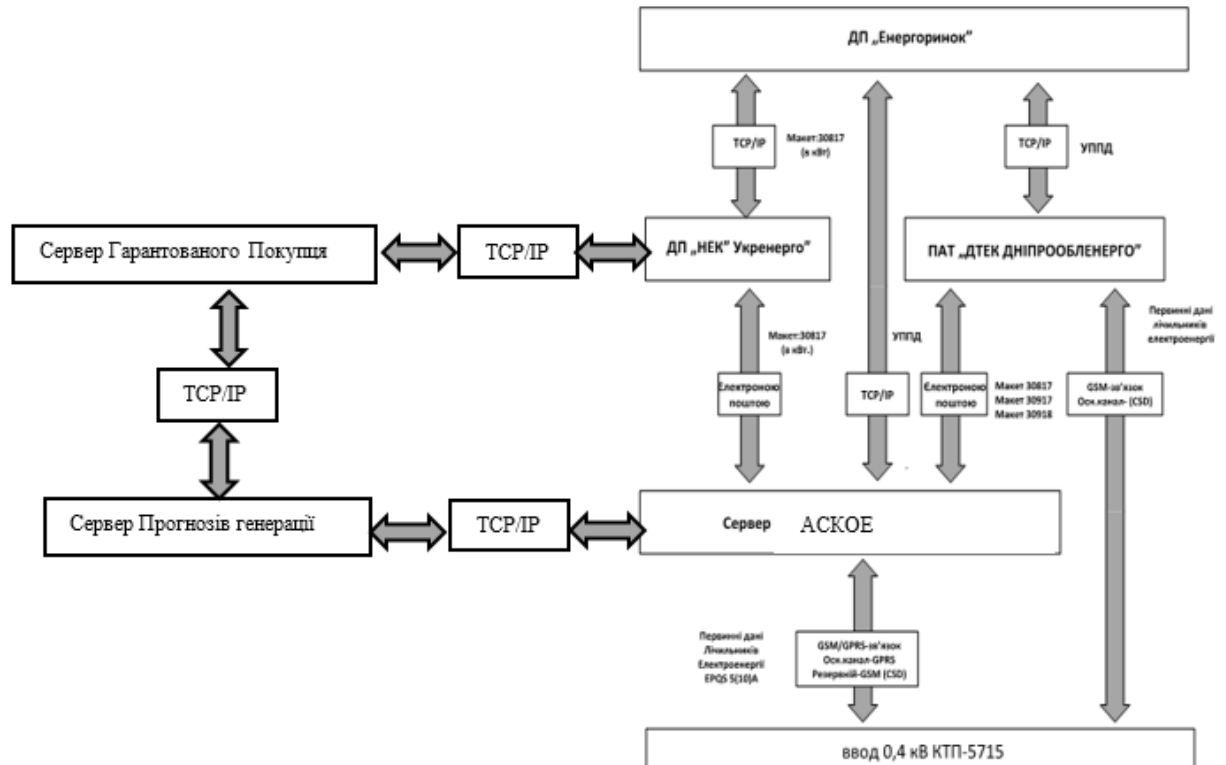 ДП „Енергоринок"
TCP/IP
Макет:30817
(в кВт)
TCP/IP
УППД
Сервер Гарантованого Покупця
TCP/IP
ДП „НЕК" Укренерго"
ПАТ „ДТЕК ДНІПРООБЛЕНЕРГО"
Макет:30817
(в кВт.)
УППД
Первинні дані
лічильників
електроенергії
TCP/IP
Електроною
поштою
TCP/IP
Електроною
поштою
Макет 30817
Макет 30917
Макет 30918
GSM-зв'язок
Осн.канал- (CSD)
Сервер Прогнозів генерації
TCP/IP
Сервер АСКОЕ
Первинні дані
Лічильників
Електроенергії
EPQS 5(10)А
GSM/GPRS-зв'язок
Осн.канал-GPRS
Резервній-GSM (CSD)
ввод 0,4 кВ КТП-5715